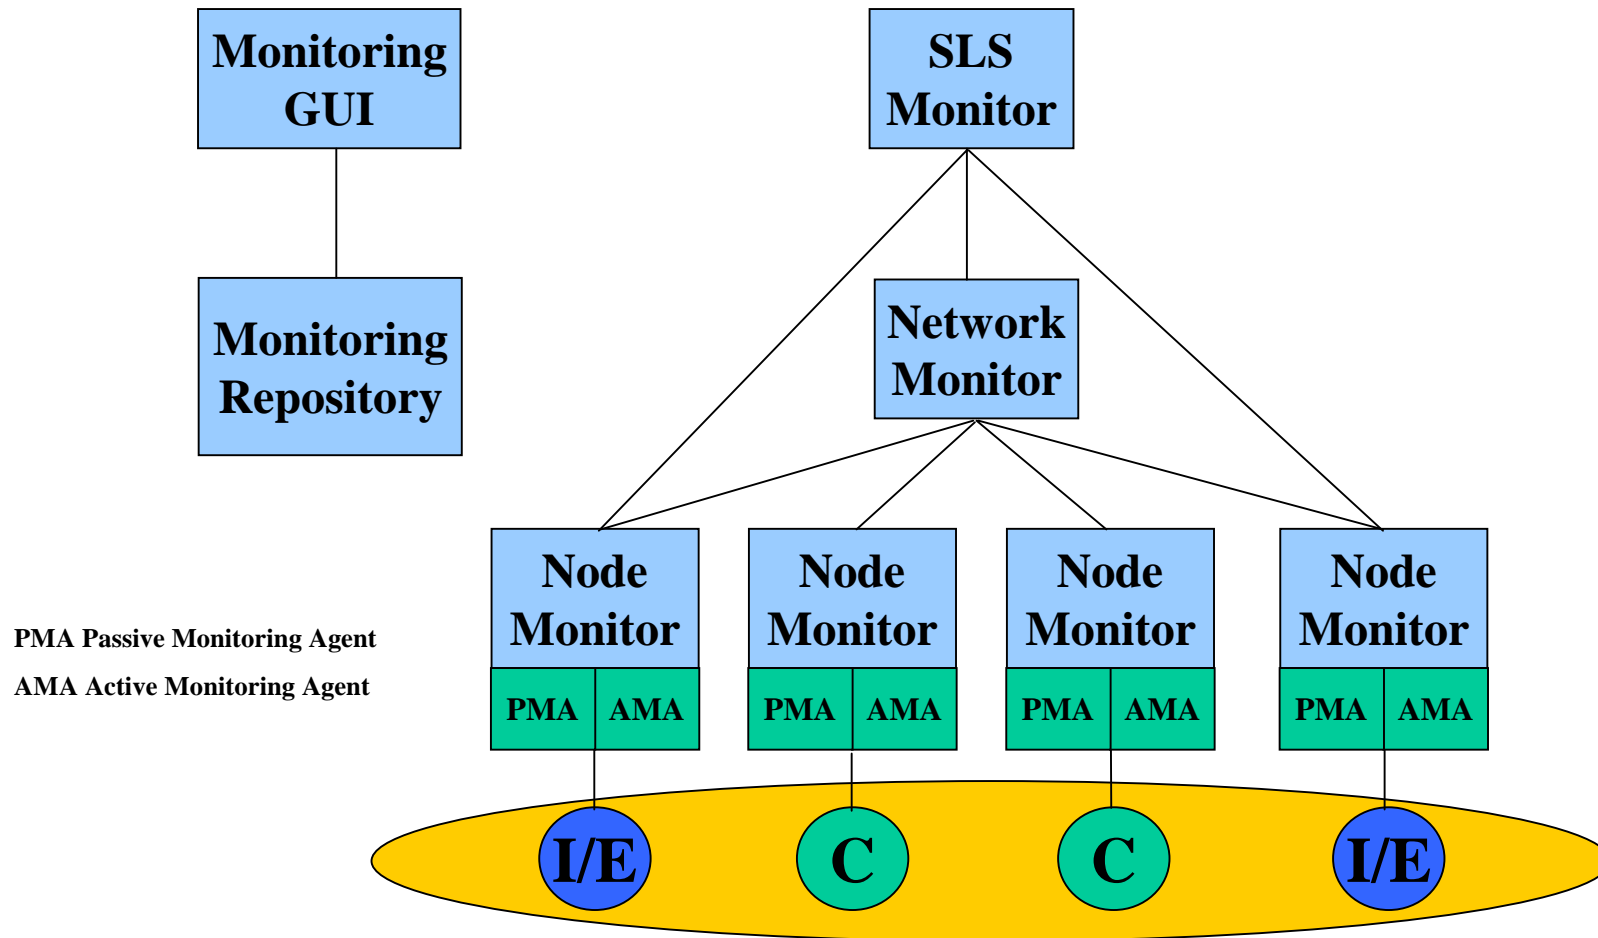 Monitoring
GUI
SLS
Monitor
Monitoring
Repository
Network
Monitor
Node
Monitor
Node
Monitor
Node
Monitor
Node
Monitor
PMA Passive Monitoring Agent
AMA Active Monitoring Agent
PMA AMA
PMA AMA
PMA AMA
PMA AMA
I/E
C
C
I/E